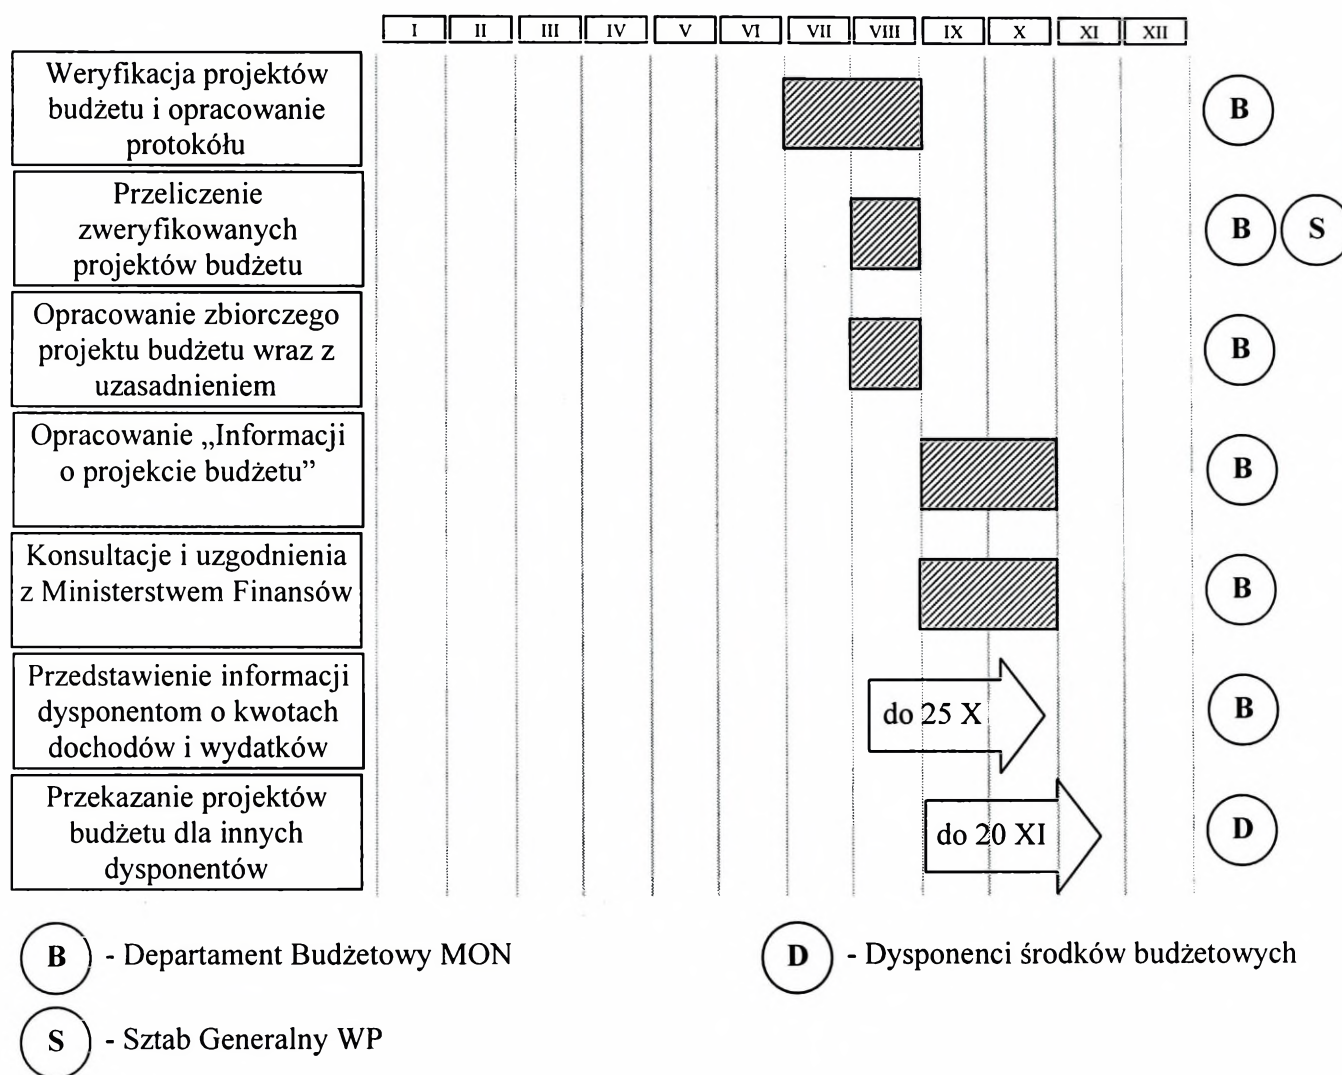 I II III IV V VI VII VIII IX X XI XII
Weryfikacja projektów
budżetu i opracowanie
protokółu
B
Przeliczenie
zweryfikowanych
projektów budżetu
B S
Opracowanie zbiorczego
projektu budżetu wraz z
uzasadnieniem
B
Opracowanie „Informacji
o projekcie budżetu”
B
Konsultacje i uzgodnienia
z Ministerstwem Finansów
B
Przedstawienie informacji
dysponentom o kwotach
dochodów i wydatków
do 25 X
B
Przekazanie projektów
budżetu dla innych
dysponentów
do 20 XI
D
B - Departament Budżetowy MON
D - Dysponenci środków budżetowych
S - Sztab Generalny WP